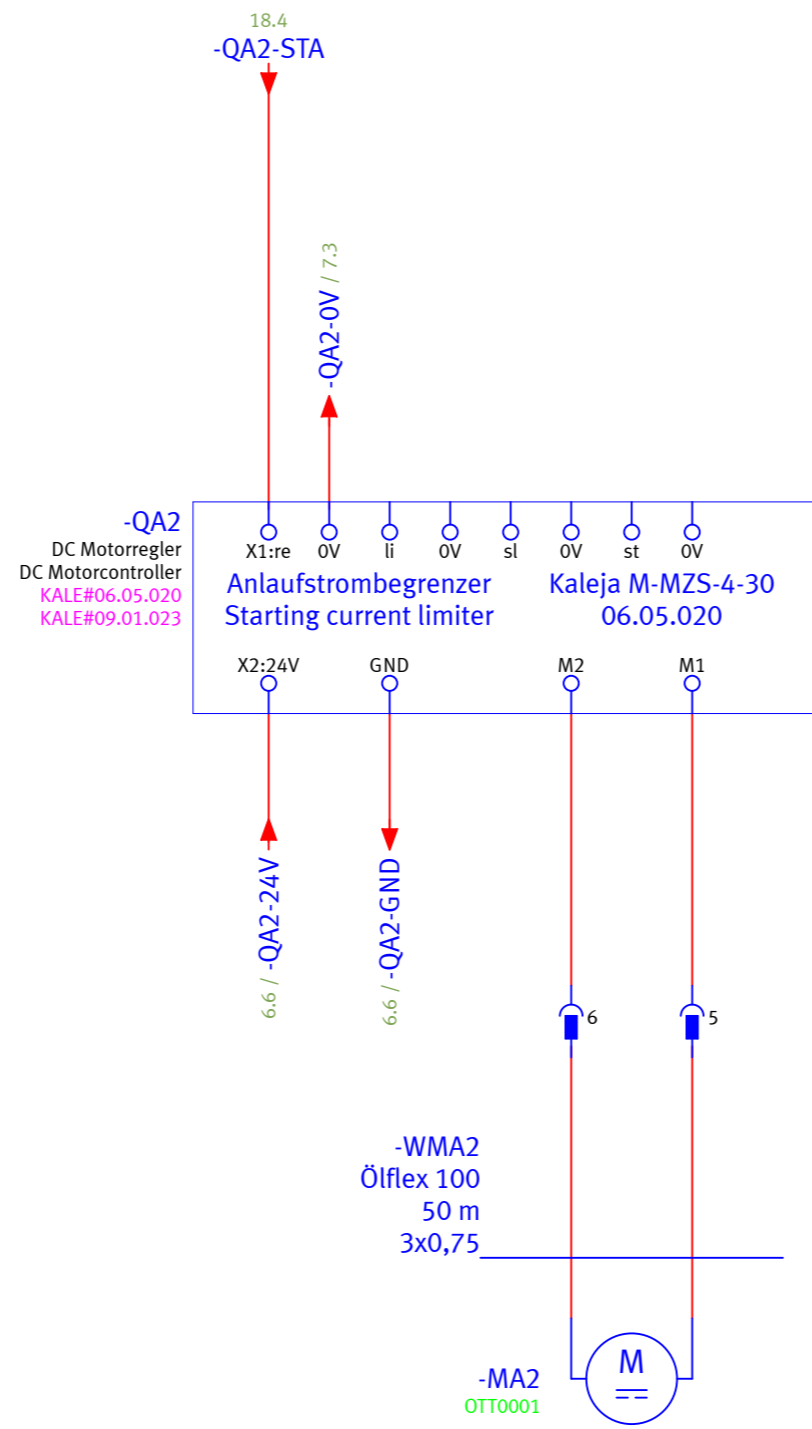 18.4
-QA2-STA
-QA2-0V / 7.3
-QA2
DC Motorregler
DC Motorcontroller
KALE#06.05.020
KALE#09.01.023
X1:re 0V li 0V sl 0V st 0V
Anlaufstrombegrenzer Kaleja M-MZS-4-30
Starting current limiter 06.05.020
X2:24V GND M2 M1
6.6 / -QA2-24V
6.6 / -QA2-GND
6 5
-WMA2
Ölflex 100
50 m
3x0,75
M
-MA2
OTT0001